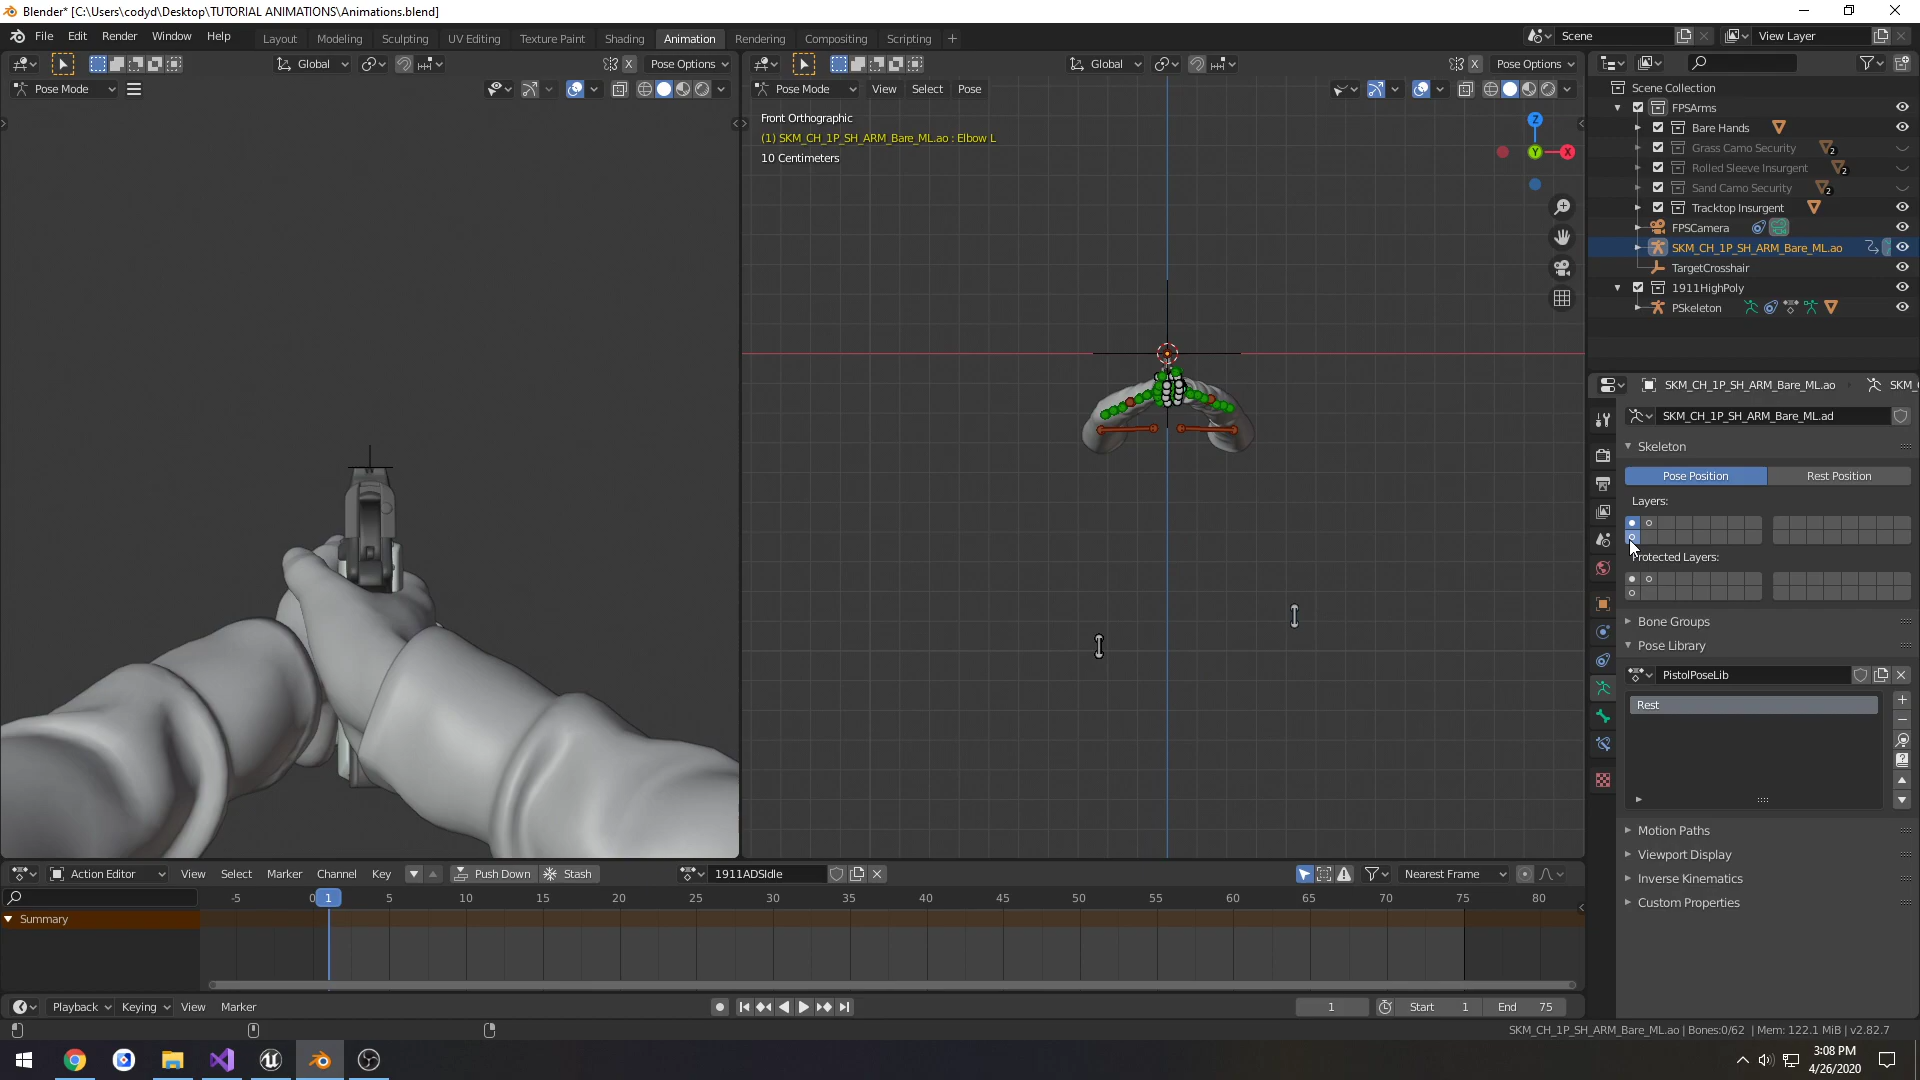 Blender* [C:\Users\codyd\Desktop\TUTORIAL ANIMATIONS\Animations.blend]
File Edit Render Window Help Layout Modeling Sculpting UV Editing Texture Paint Shading Animation Rendering Compositing Scripting + Scene View Layer
Global X Pose Options Global X Pose Options
Pose Mode Pose Mode View Select Pose
Front Orthographic
(1) SKM_CH_1P_SH_ARM_Bare_ML.ao : Elbow L
10 Centimeters
Z
X
Y
Scene Collection
FPSArms
Bare Hands
Grass Camo Security 2
Rolled Sleeve Insurgent 2
Sand Camo Security 2
Tracktop Insurgent
FPSCamera
SKM_CH_1P_SH_ARM_Bare_ML.ao
TargetCrosshair
1911HighPoly
PSkeleton
SKM_CH_1P_SH_ARM_Bare_ML.ao SKM_
SKM_CH_1P_SH_ARM_Bare_ML.ad
Skeleton
Pose Position Rest Position
Layers:
Protected Layers:
Bone Groups
Pose Library
PistolPoseLib
Rest
Motion Paths
Viewport Display
Inverse Kinematics
Custom Properties
Action Editor View Select Marker Channel Key Push Down Stash 1911ADSIdle Nearest Frame
-5 0 1 5 10 15 20 25 30 35 40 45 50 55 60 65 70 75 80
Summary
Playback Keying View Marker 1 Start 1 End 75
SKM_CH_1P_SH_ARM_Bare_ML.ao | Bones:0/62 | Mem: 122.1 MiB | v2.82.7
3:08 PM
4/26/2020